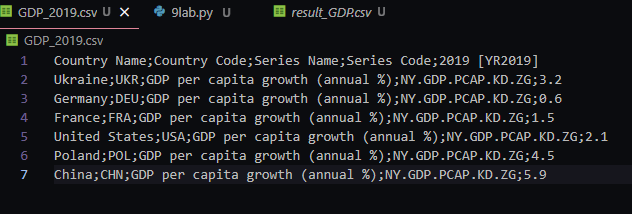 GDP_2019.csv U X 9lab.py U result_GDP.csv U
GDP_2019.csv
1 Country Name;Country Code;Series Name;Series Code;2019 [YR2019]
2 Ukraine;UKR;GDP per capita growth (annual %);NY.GDP.PCAP.KD.ZG;3.2
3 Germany;DEU;GDP per capita growth (annual %);NY.GDP.PCAP.KD.ZG;0.6
4 France;FRA;GDP per capita growth (annual %);NY.GDP.PCAP.KD.ZG;1.5
5 United States;USA;GDP per capita growth (annual %);NY.GDP.PCAP.KD.ZG;2.1
6 Poland;POL;GDP per capita growth (annual %);NY.GDP.PCAP.KD.ZG;4.5
7 China;CHN;GDP per capita growth (annual %);NY.GDP.PCAP.KD.ZG;5.9